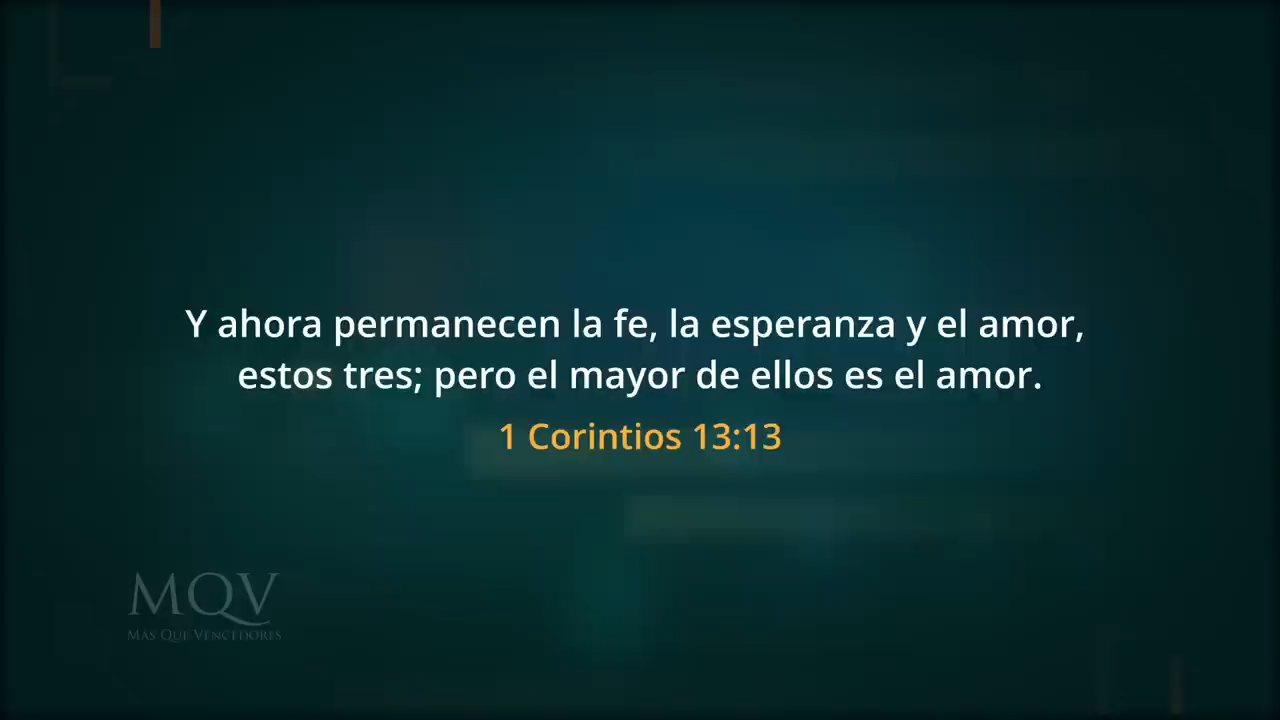 Y ahora permanecen la fe, la esperanza y el amor,
estos tres; pero el mayor de ellos es el amor.
1 Corintios 13:13
MQV
MAS QUE VENCEDORES